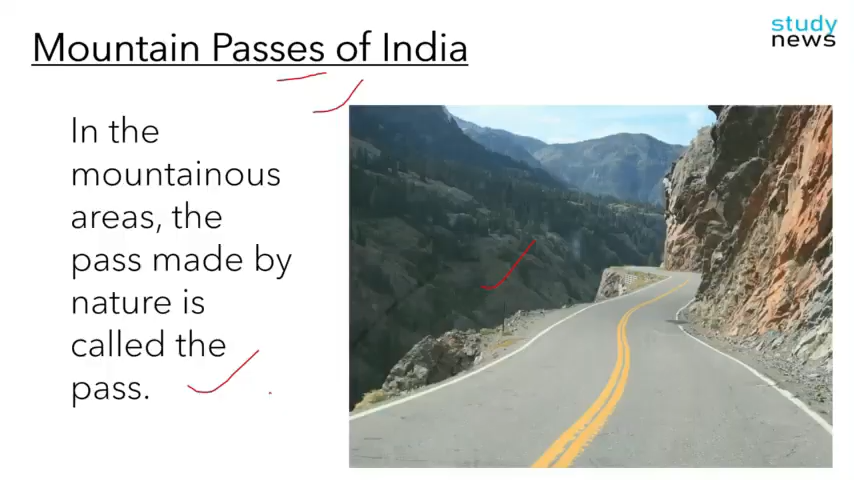 study
news
Mountain Passes of India
In the
mountainous
areas, the
pass made by
nature is
called the
pass.